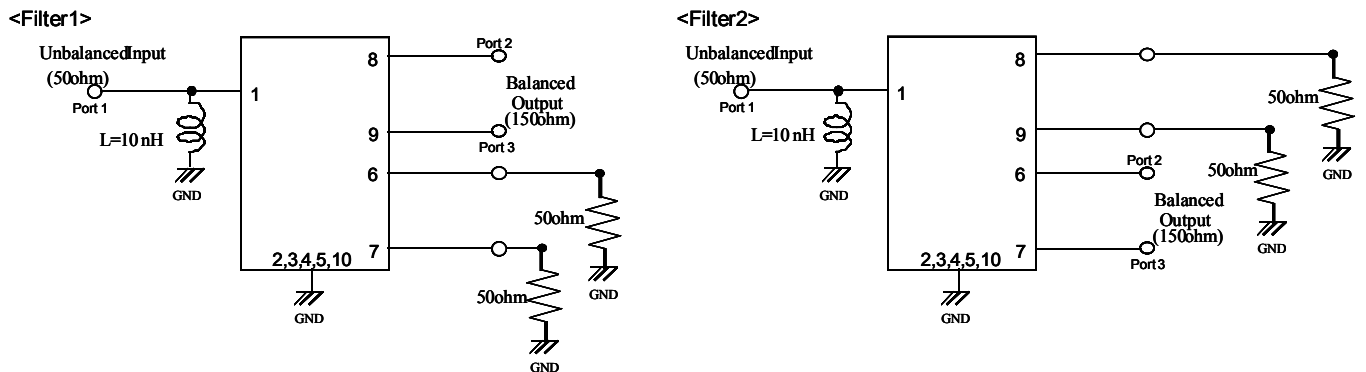 <Filter1>
UnbalancedInput
(50ohm)
Port 1
L=10 nH
GND
1
8
9
6
7
2,3,4,5,10
GND
Port 2
Balanced
Output
(150ohm)
Port 3
50ohm
GND
50ohm
GND
<Filter2>
UnbalancedInput
(50ohm)
Port 1
L=10 nH
GND
1
8
9
6
7
2,3,4,5,10
GND
50ohm
GND
50ohm
GND
Port 2
Balanced
Output
(150ohm)
Port3